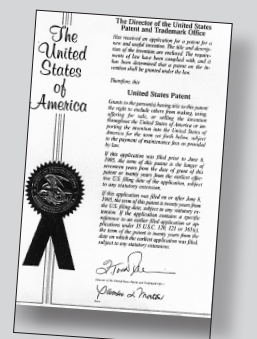 The
United
States
of
America
The Director of the United States
Patent and Trademark Office
Has received an application for a patent for a
new and useful invention. The title and descrip-
tion of the invention are enclosed. The require-
ments of law have been complied with, and it
has been determined that a patent on the in-
vention shall be granted under the law.
Therefore, this
United States Patent
Grants to the person(s) having title to this patent
the right to exclude others from making, using,
offering for sale, or selling the invention
throughout the United States of America or im-
porting the invention into the United States of
America for the term set forth below, subject
to the payment of maintenance fees as provided
by law.
If this application was filed prior to June 8,
1995, the term of this patent is the longer of
seventeen years from the date of grant of this
patent or twenty years from the earliest effec-
tive U.S. filing date of the application, subject
to any statutory extension.
If this application was filed on or after June 8,
1995, the term of this patent is twenty years from
the U.S. filing date, subject to any statutory ex-
tension. If the application contains a specific
reference to an earlier filed application or ap-
plications under 35 U.S.C. 120, 121 or 365(c),
the term of the patent is twenty years from the
date on which the earliest application was filed,
subject to any statutory extensions.
Director of the United States Patent and Trademark Office